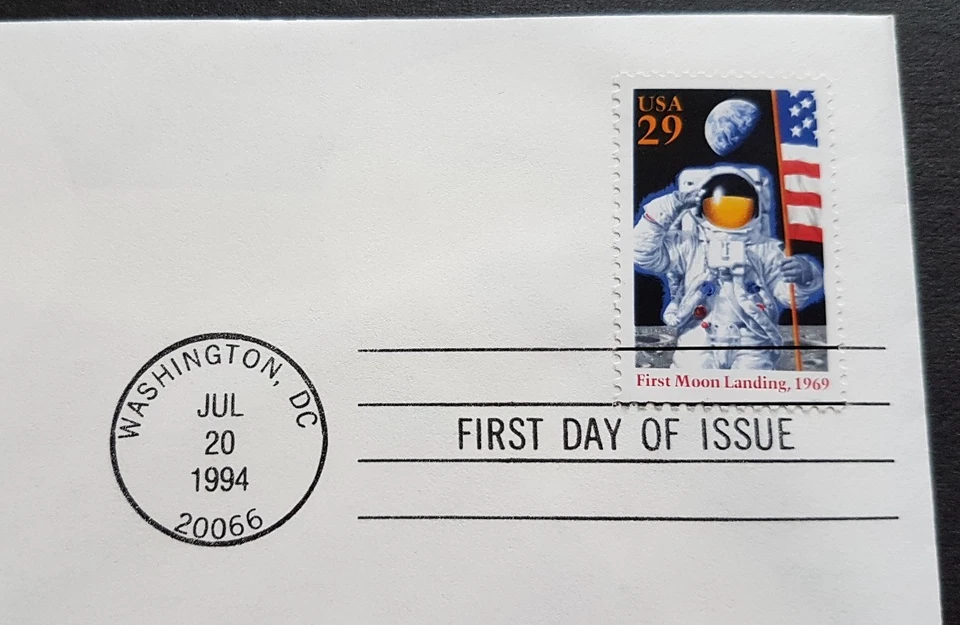 USA
29
First Moon Landing, 1969
WASHINGTON, DC
JUL
20
1994
20066
FIRST DAY OF ISSUE